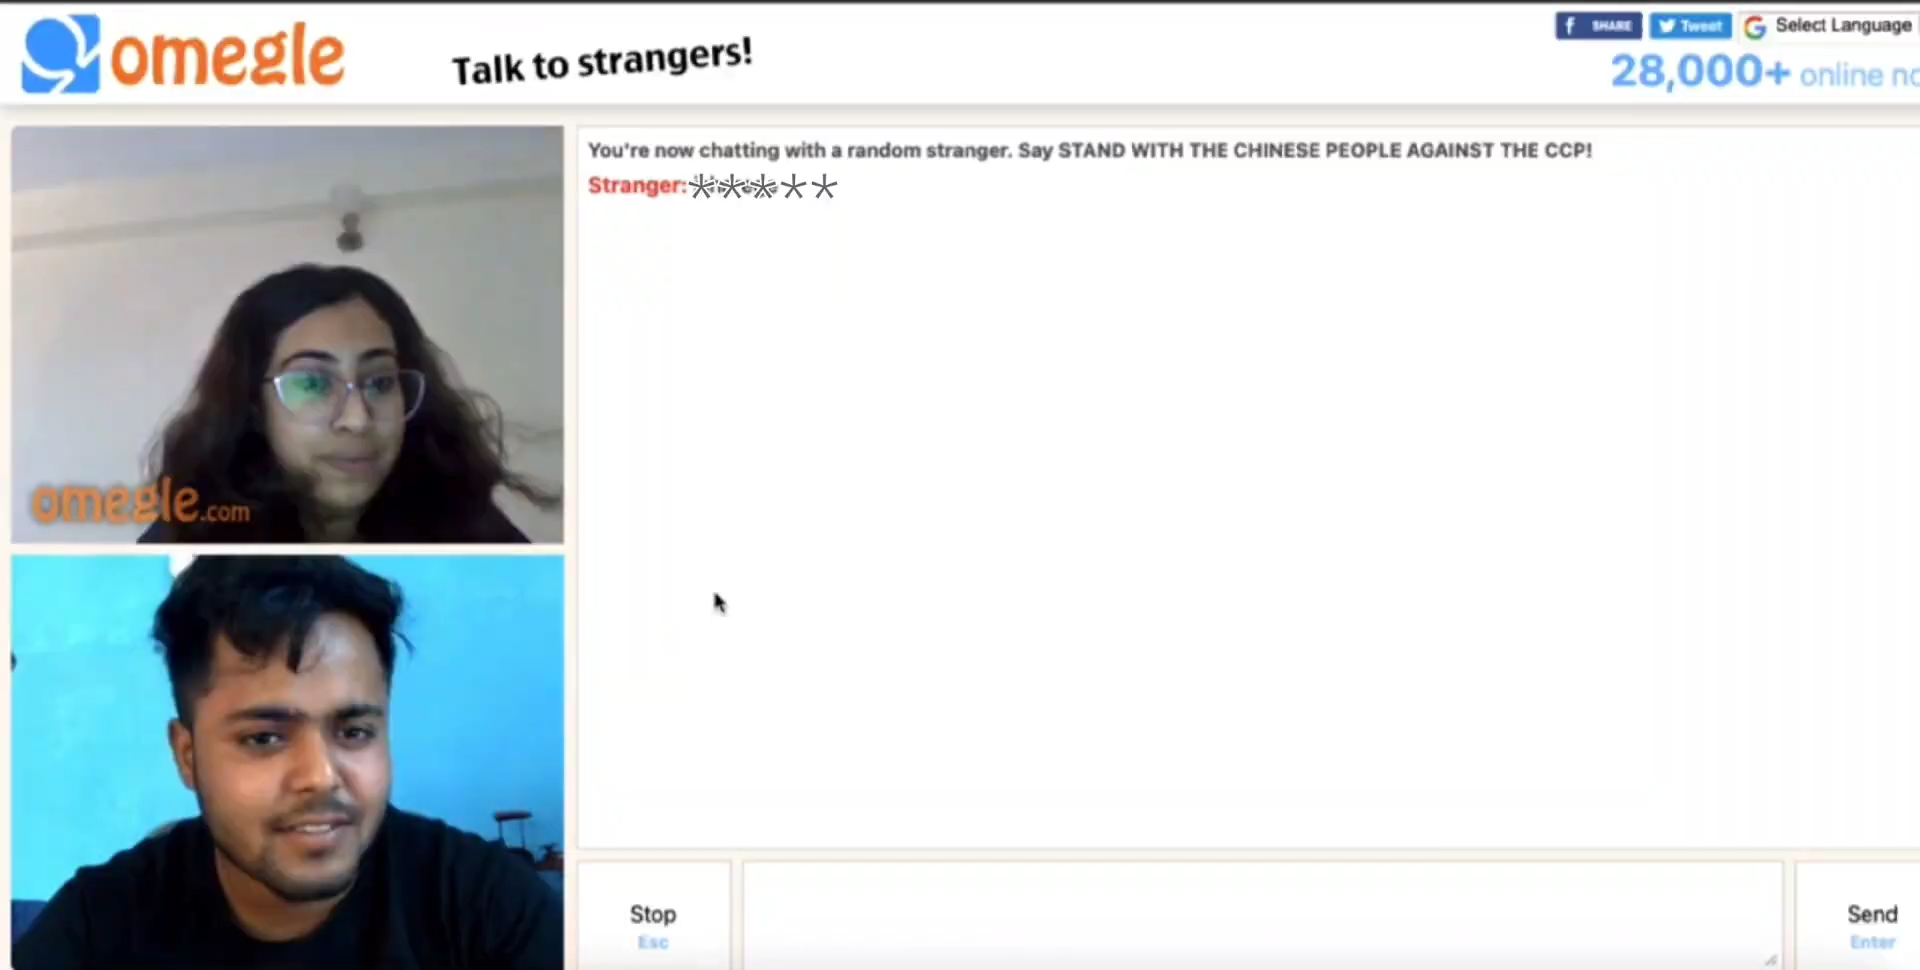 omegle
Talk to strangers!
SHARE
Tweet
Select Language
28,000+ online no
You're now chatting with a random stranger. Say STAND WITH THE CHINESE PEOPLE AGAINST THE CCP!
Stranger: *****
omegle.com
Stop
Esc
Send
Enter